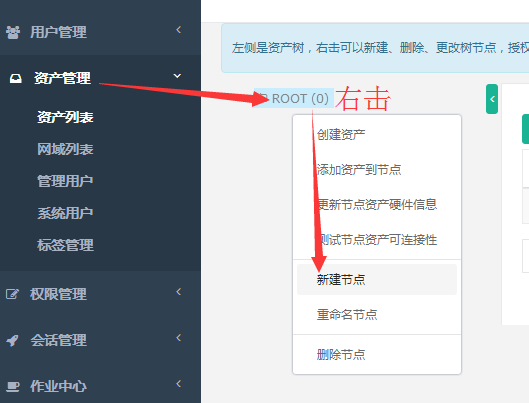 用户管理
资产管理
资产列表
网域列表
管理用户
系统用户
标签管理
权限管理
会话管理
作业中心
左侧是资产树，右击可以新建、删除、更改树节点，授权
ROOT (0)
右击
创建资产
添加资产到节点
更新节点资产硬件信息
测试节点资产可连接性
新建节点
重命名节点
删除节点